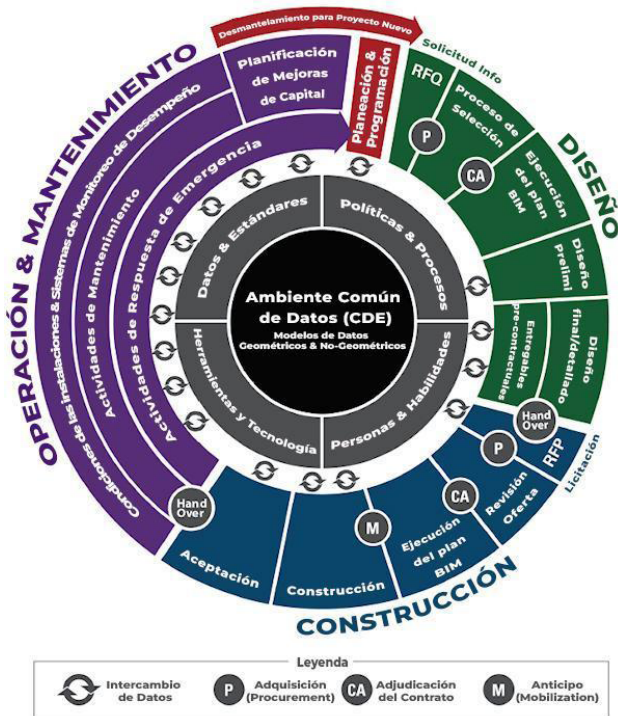 Desmantelamiento para Proyecto Nuevo
Planeación &
Programación
Solicitud Info
RFQ
P
Proceso de
Selección
CA
Ejecución
del plan
BIM
DISEÑO
Diseño
Prelimi
Diseño
final/detallado
Entregables
pre-contractuales
Hand
Over
Licitación
RFP
P
Revisión
Oferta
CA
Ejecución
del plan
BIM
M
CONSTRUCCIÓN
Construcción
Aceptación
Hand
Over
OPERACIÓN & MANTENIMIENTO
Condiciones de las Instalaciones & Sistemas de Monitoreo de Desempeño
Actividades de Mantenimiento
Actividades de Respuesta de Emergencia
Planificación
de Mejoras
de Capital
Datos & Estándares
Políticas & Procesos
Herramientas y Tecnología
Personas & Habilidades
Ambiente Común
de Datos (CDE)
Modelos de Datos
Geométricos & No-Geométricos
Leyenda
Intercambio
de Datos
P
Adquisición
(Procurement)
CA
Adjudicación
del Contrato
M
Anticipo
(Mobilization)